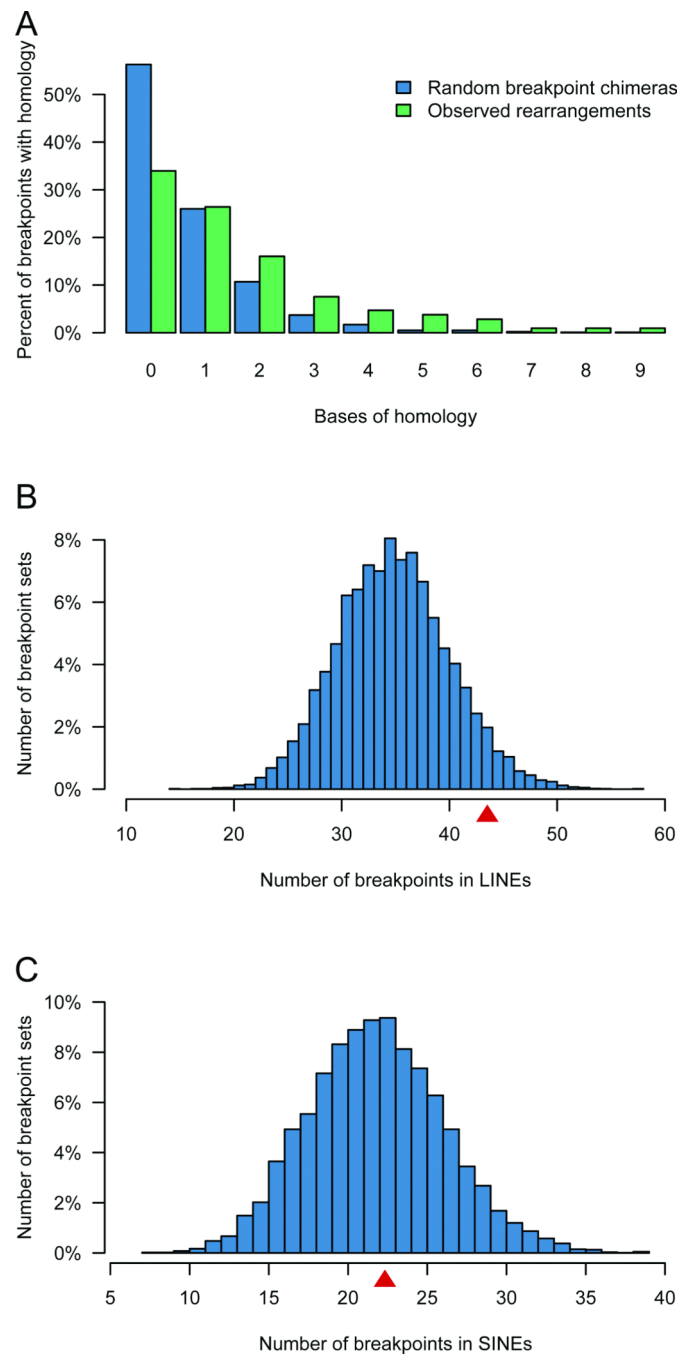 A
Percent of breakpoints with homology
50%
40%
30%
20%
10%
0%
Random breakpoint chimeras
Observed rearrangements
0 1 2 3 4 5 6 7 8 9
Bases of homology
B
Number of breakpoint sets
8%
6%
4%
2%
0%
10 20 30 40 50 60
Number of breakpoints in LINEs
C
Number of breakpoint sets
10%
8%
6%
4%
2%
0%
5 10 15 20 25 30 35 40
Number of breakpoints in SINEs